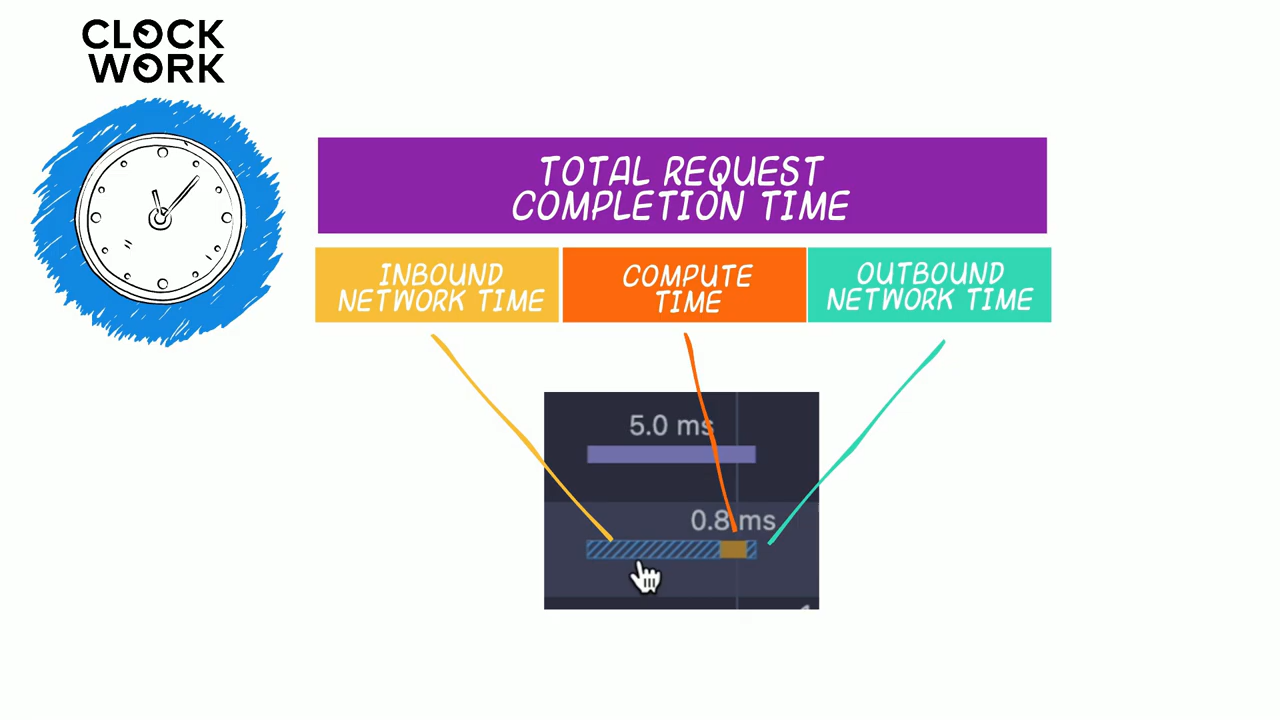 CLOCK
WORK
TOTAL REQUEST
COMPLETION TIME
INBOUND
NETWORK TIME
COMPUTE
TIME
OUTBOUND
NETWORK TIME
5.0 ms
0.8 ms